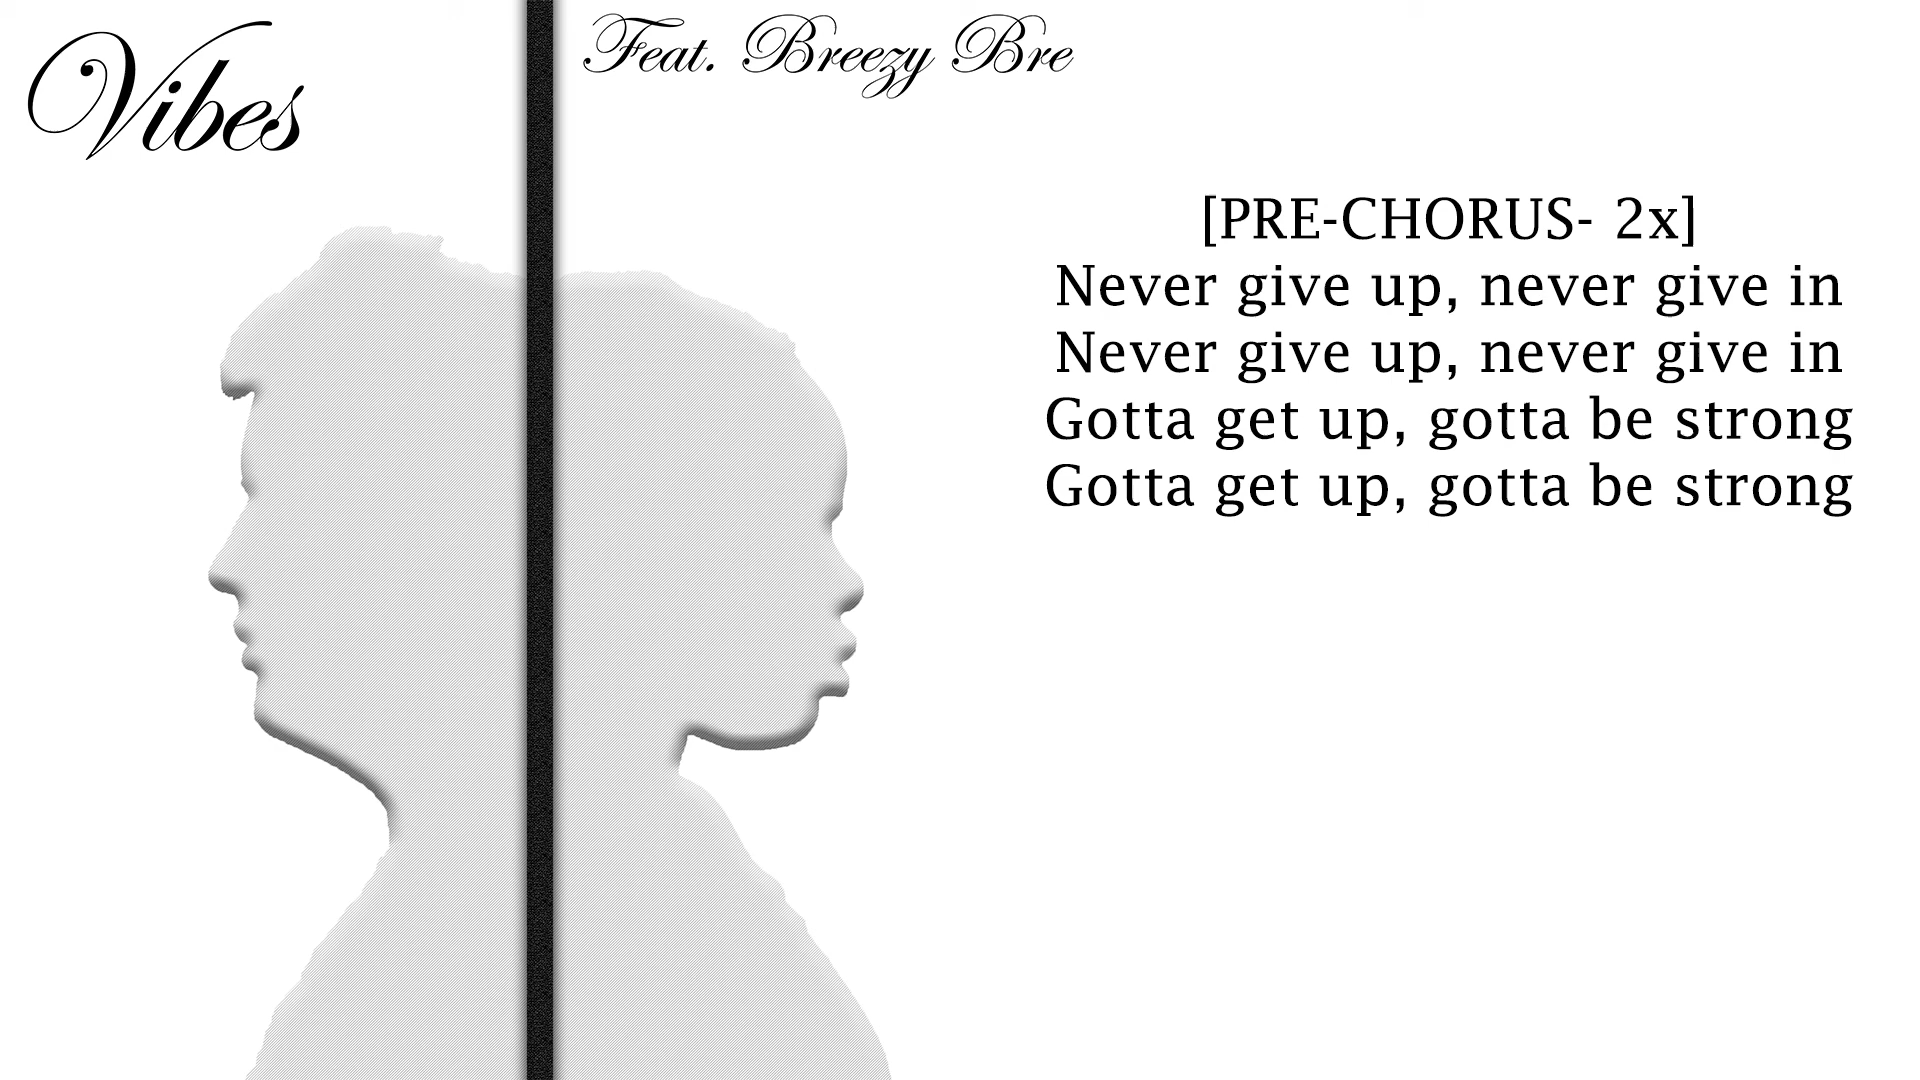 Vibes
Feat. Breezy Bre
[PRE-CHORUS- 2x]
Never give up, never give in
Never give up, never give in
Gotta get up, gotta be strong
Gotta get up, gotta be strong